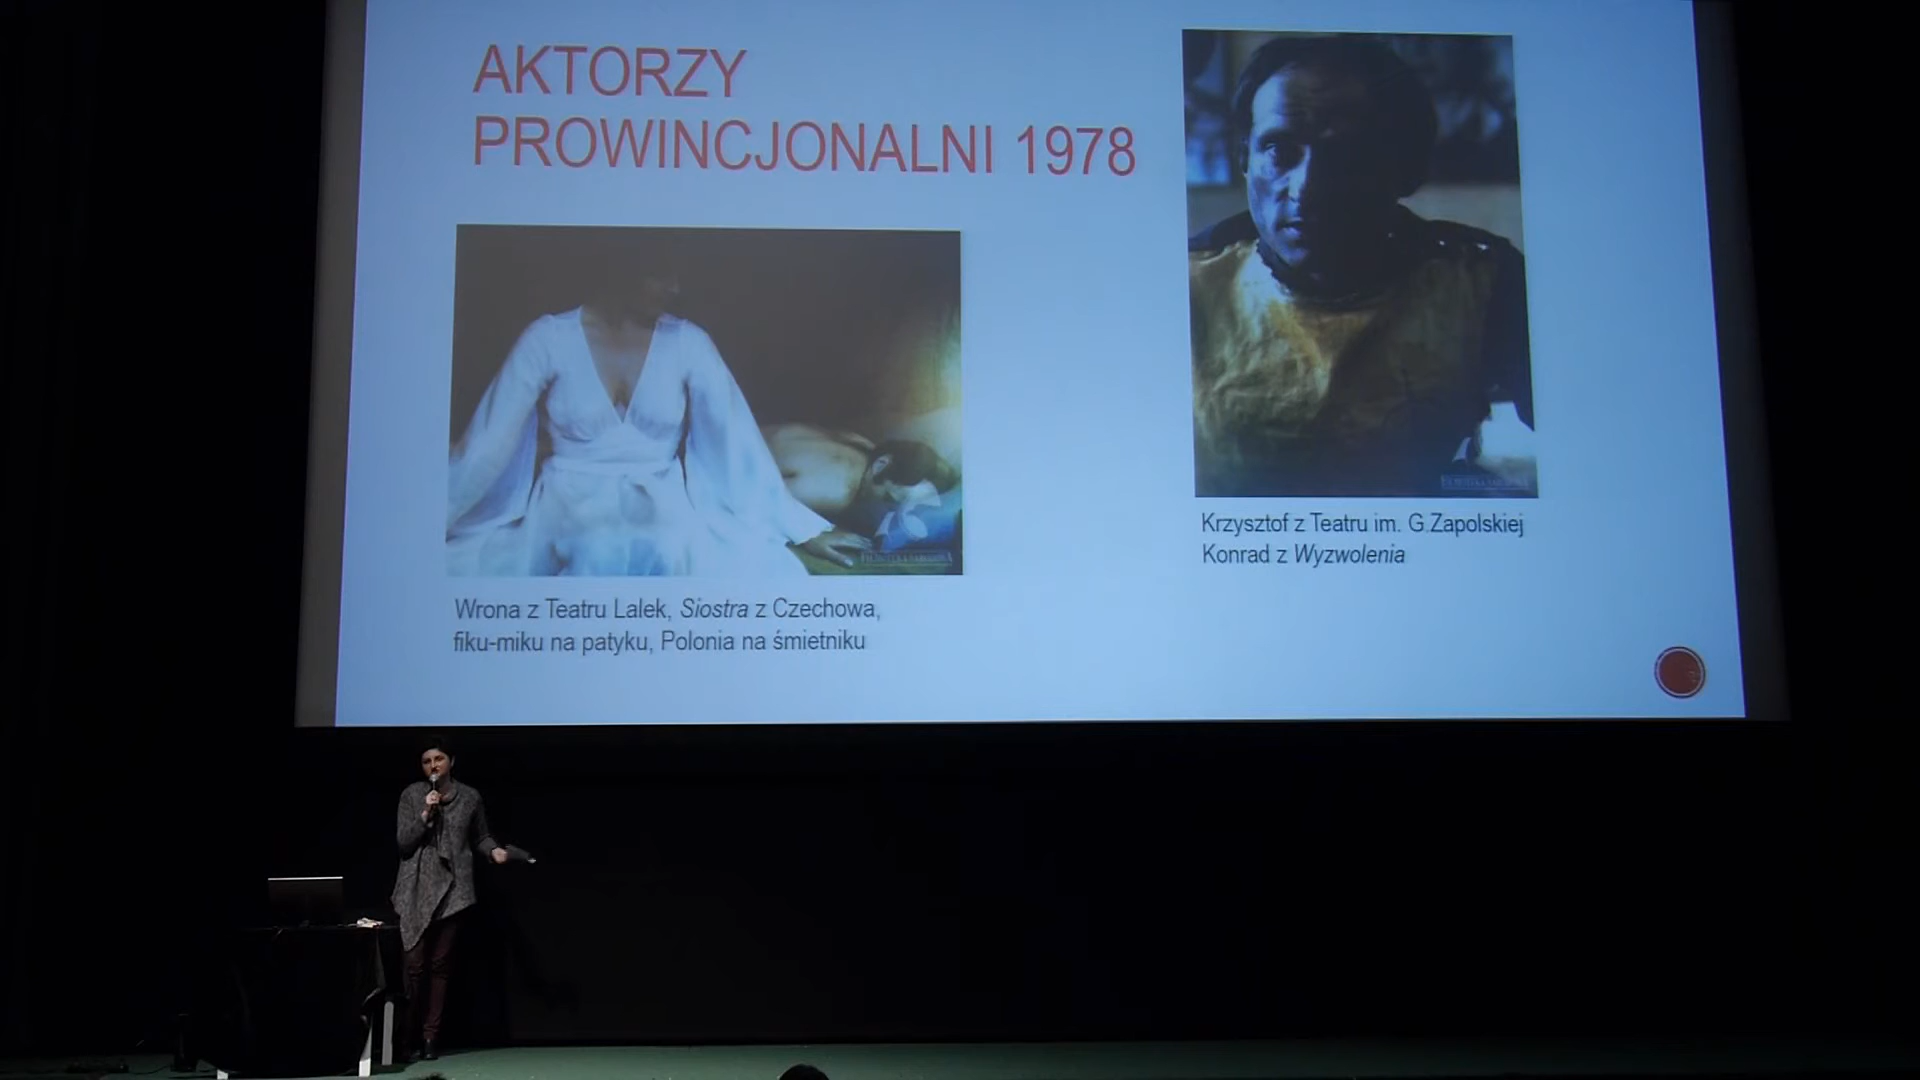 AKTORZY
PROWINCJONALNI 1978
Wrona z Teatru Lalek, Siostra z Czechowa,
fiku-miku na patyku, Polonia na śmietniku
Krzysztof z Teatru im. G.Zapolskiej
Konrad z Wyzwolenia